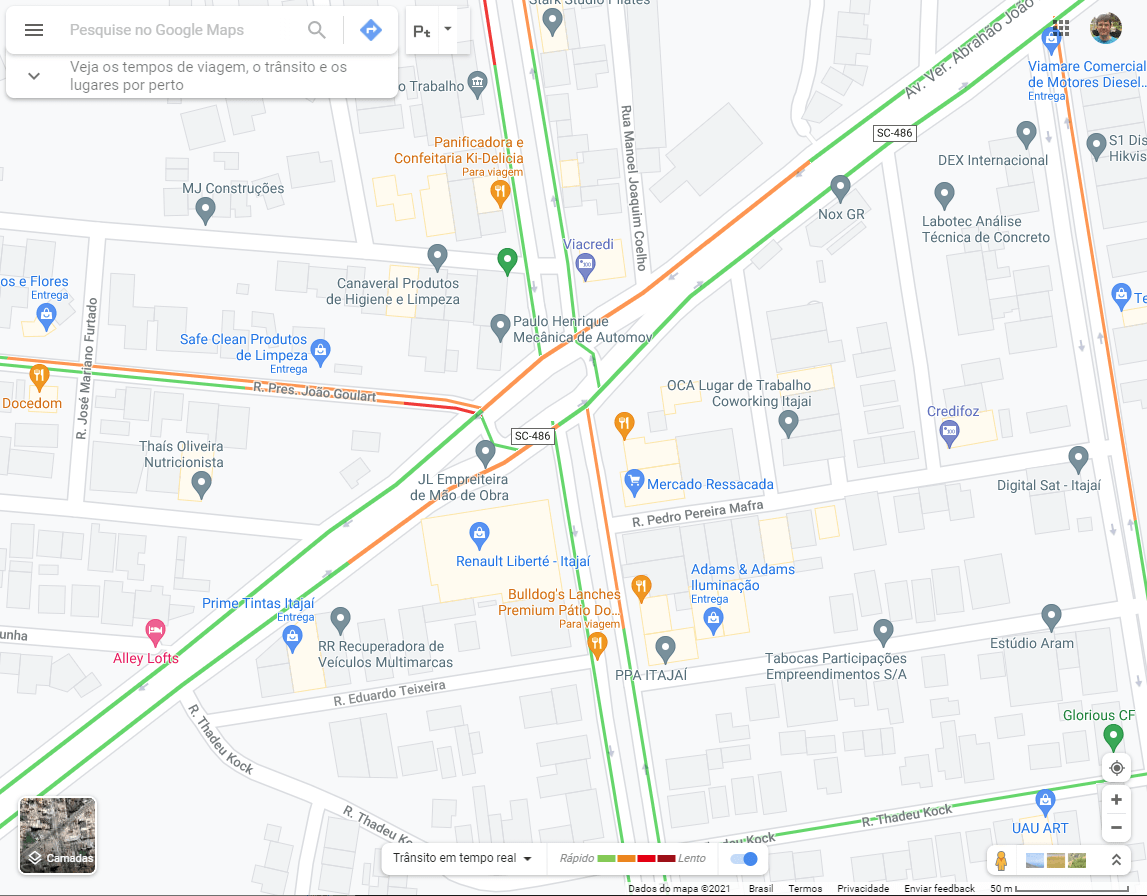 Pesquise no Google Maps
Veja os tempos de viagem, o trânsito e os
lugares por perto
Stark Studio Pilates
o Trabalho
Av. Ver. Abrahão João
Viamare Comercial
de Motores Diesel...
Entrega
SC-486
Panificadora e
Confeitaria Ki-Delicia
Para viagem
Rua Manoel Joaquim Coelho
DEX Internacional
S1 Dis
Hikvis
MJ Construções
Nox GR
Labotec Análise
Técnica de Concreto
Viacredi
Canaveral Produtos
de Higiene e Limpeza
os e Flores
Entrega
R. José Mariano Furtado
Te
Paulo Henrique
Mecânica de Automov
Safe Clean Produtos
de Limpeza
Entrega
R. Pres. João Goulart
OCA Lugar de Trabalho
Coworking Itajai
Docedom
Credifoz
SC-486
Thaís Oliveira
Nutricionista
JL Empreiteira
de Mão de Obra
Mercado Ressacada
Digital Sat - Itajaí
R. Pedro Pereira Mafra
Renault Liberté - Itajaí
Adams & Adams
Iluminação
Entrega
Bulldog's Lanches
Premium Pátio Do...
Para viagem
Prime Tintas Itajaí
Entrega
unha
Alley Lofts
RR Recuperadora de
Veículos Multimarcas
PPA ITAJAÍ
Tabocas Participações
Empreendimentos S/A
Estúdio Aram
R. Eduardo Teixeira
R. Thadeu Kock
Glorious CF
R. Thadeu Ko
deu Kock
R. Thadeu Kock
UAU ART
Camadas
Trânsito em tempo real
Rápido
Lento
Dados do mapa ©2021
Brasil
Termos
Privacidade
Enviar feedback
50 m